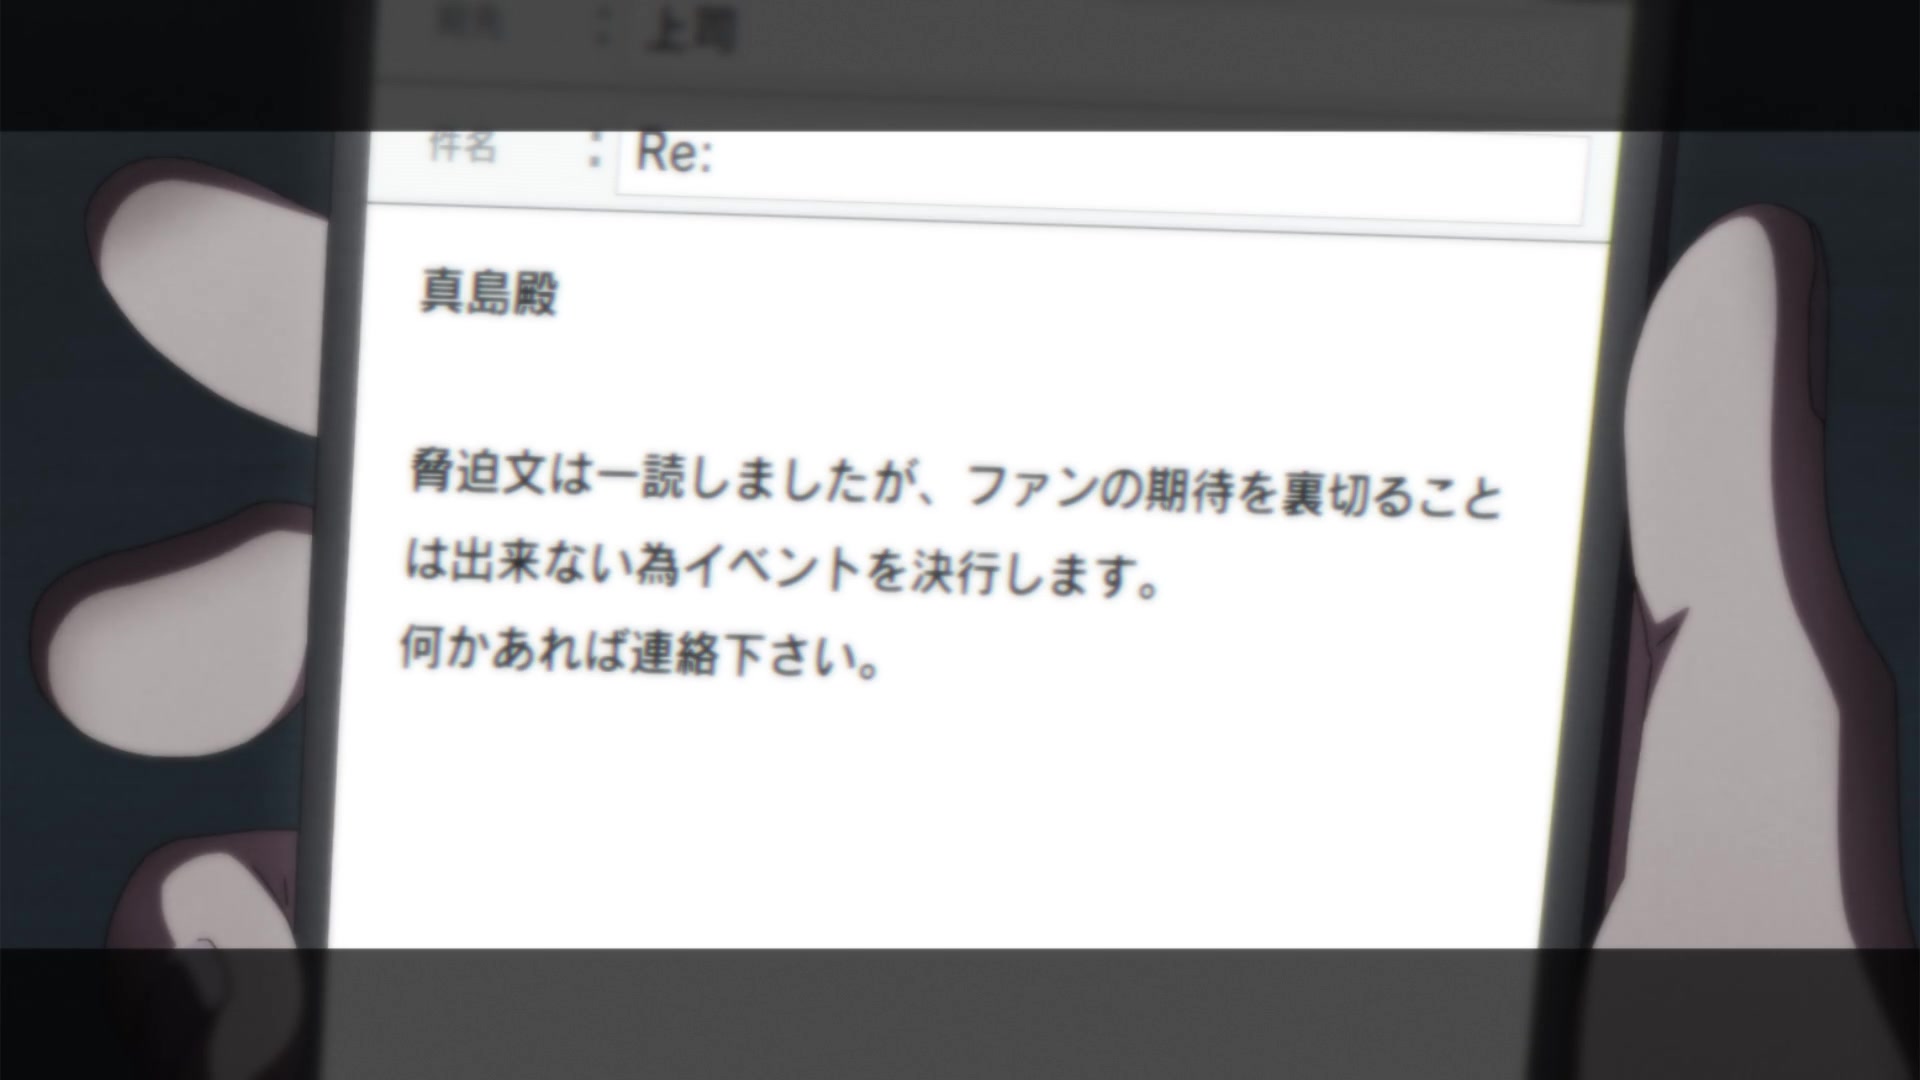 宛先 : 上司
件名 : Re:
真島殿
脅迫文は一読しましたが、ファンの期待を裏切ること
は出来ない為イベントを決行します。
何かあれば連絡下さい。